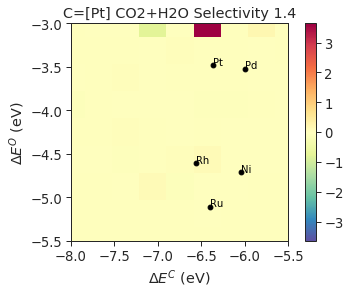 C=[Pt] CO2+H2O Selectivity 1.4
−3.0
−3.5
−4.0
−4.5
−5.0
−5.5
ΔE^O (eV)
Pt
Pd
Rh
Ni
Ru
−8.0 −7.5 −7.0 −6.5 −6.0 −5.5
ΔE^C (eV)
3
2
1
0
−1
−2
−3